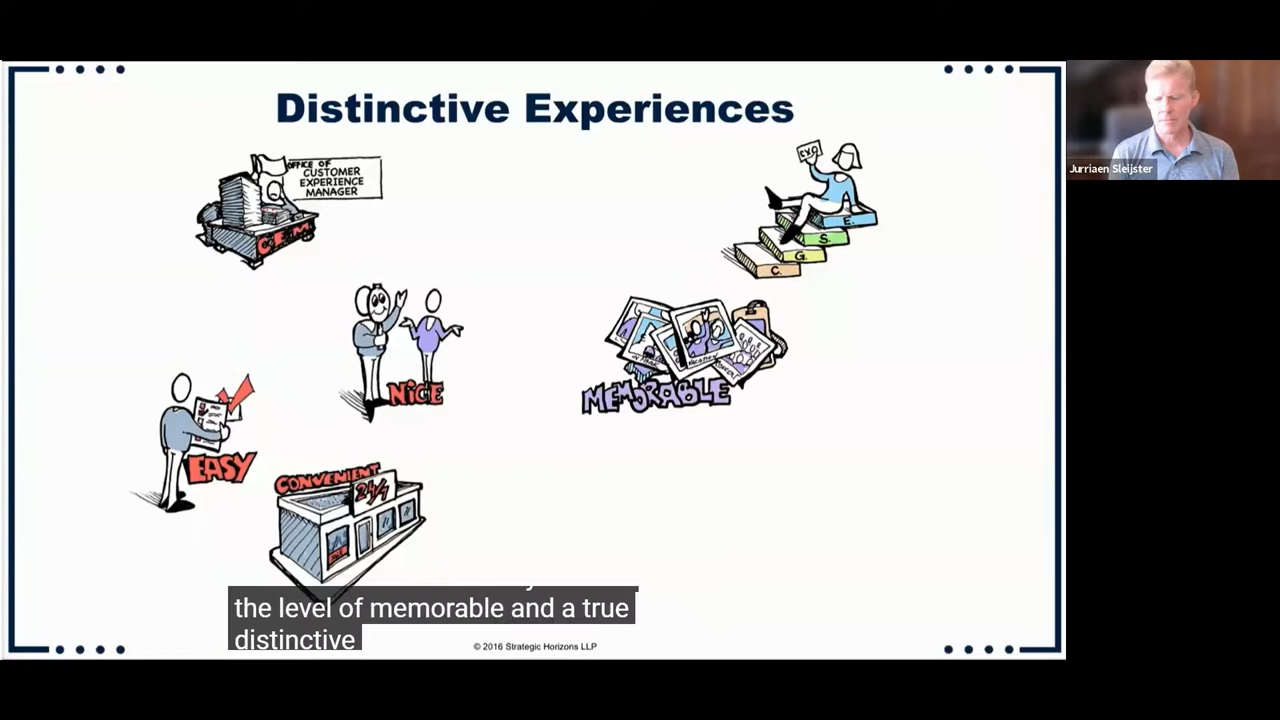 Distinctive Experiences
OFFICE OF
CUSTOMER
EXPERIENCE
MANAGER
C.E.M.
CXO
E.
S.
G.
C.
NICE
MEMORABLE
EASY
CONVENIENT
24/7
the level of memorable and a true
distinctive
© 2016 Strategic Horizons LLP
Jurriaen Sleijster